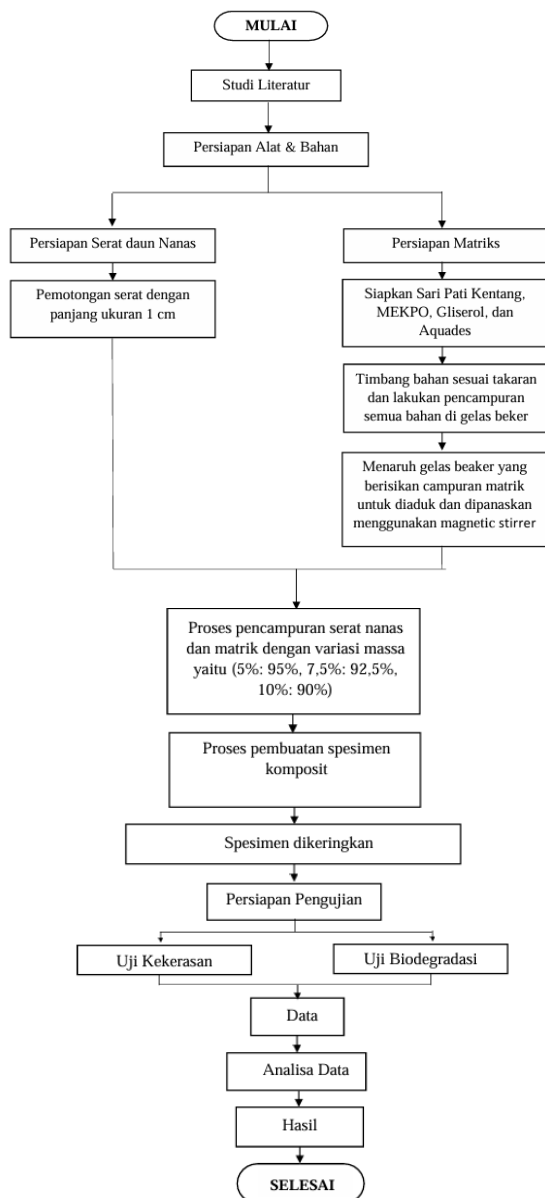 MULAI
Studi Literatur
Persiapan Alat & Bahan
Persiapan Serat daun Nanas
Pemotongan serat dengan
panjang ukuran 1 cm
Persiapan Matriks
Siapkan Sari Pati Kentang,
MEKPO, Gliserol, dan
Aquades
Timbang bahan sesuai takaran
dan lakukan pencampuran
semua bahan di gelas beker
Menaruh gelas beaker yang
berisikan campuran matrik
untuk diaduk dan dipanaskan
menggunakan magnetic stirrer
Proses pencampuran serat nanas
dan matrik dengan variasi massa
yaitu (5%: 95%, 7,5%: 92,5%,
10%: 90%)
Proses pembuatan spesimen
komposit
Spesimen dikeringkan
Persiapan Pengujian
Uji Kekerasan
Uji Biodegradasi
Data
Analisa Data
Hasil
SELESAI